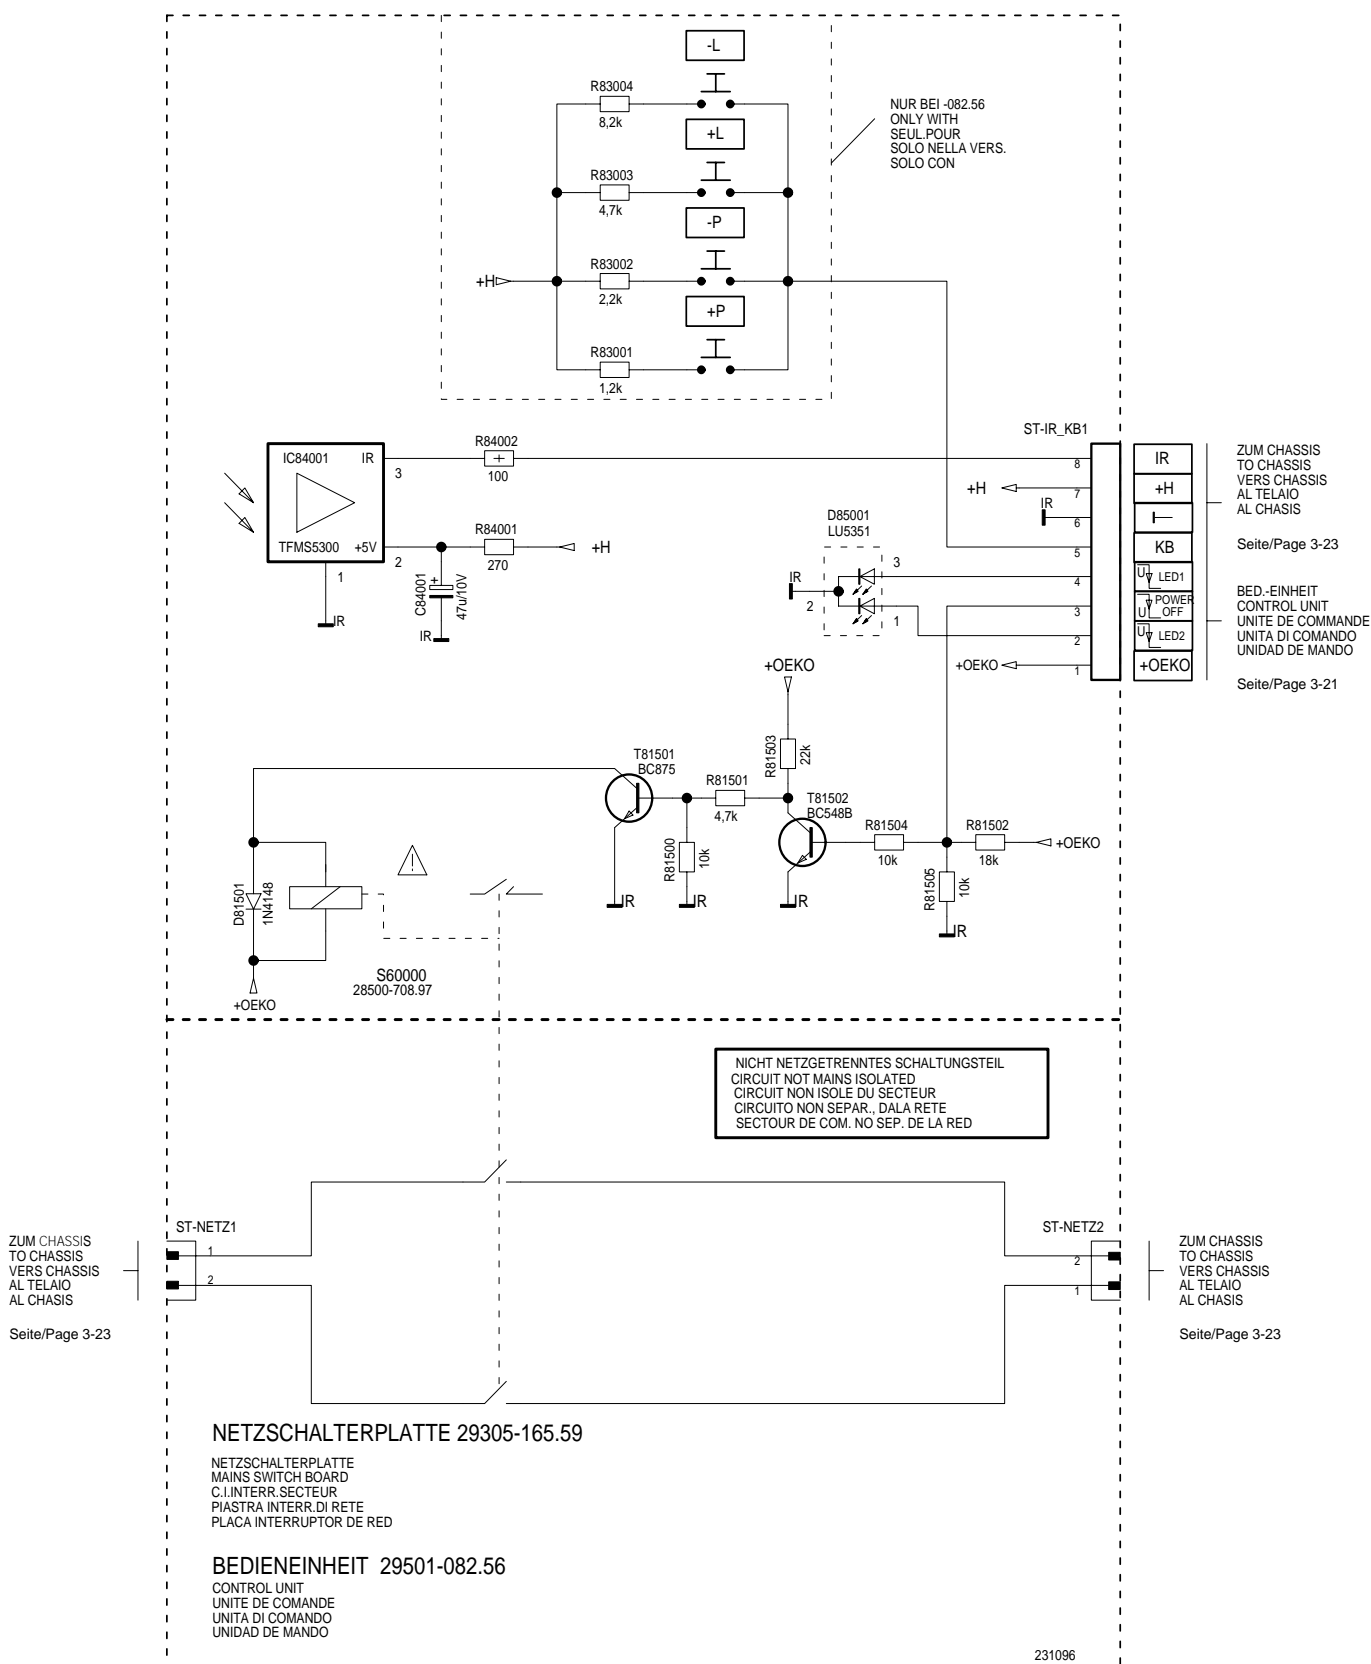 -L
R83004
8,2k
+L
R83003
4,7k
-P
R83002
2,2k
+P
R83001
1,2k
+H
NUR BEI -082.56
ONLY WITH
SEUL.POUR
SOLO NELLA VERS.
SOLO CON
ST-IR_KB1
IC84001
IR
3
TFMS5300
+5V
2
1
IR
R84002
100
R84001
270
+H
C84001
+
47u/10V
IR
D85001
LU5351
IR
2
3
1
+H
IR
+OEKO
8
7
6
5
4
3
2
1
IR
+H
KB
U LED1
U POWER
OFF
U LED2
+OEKO
ZUM CHASSIS
TO CHASSIS
VERS CHASSIS
AL TELAIO
AL CHASIS
Seite/Page 3-23
BED.-EINHEIT
CONTROL UNIT
UNITE DE COMMANDE
UNITA DI COMANDO
UNIDAD DE MANDO
Seite/Page 3-21
+OEKO
R81503
22k
T81501
BC875
R81501
4,7k
T81502
BC548B
R81504
10k
R81502
18k
+OEKO
R81500
10k
R81505
10k
IR
IR
IR
IR
D81501
1N4148
+OEKO
!
S60000
28500-708.97
NICHT NETZGETRENNTES SCHALTUNGSTEIL
CIRCUIT NOT MAINS ISOLATED
CIRCUIT NON ISOLE DU SECTEUR
CIRCUITO NON SEPAR., DALA RETE
SECTOUR DE COM. NO SEP. DE LA RED
ZUM CHASSIS
TO CHASSIS
VERS CHASSIS
AL TELAIO
AL CHASIS
Seite/Page 3-23
ST-NETZ1
1
2
ST-NETZ2
2
1
ZUM CHASSIS
TO CHASSIS
VERS CHASSIS
AL TELAIO
AL CHASIS
Seite/Page 3-23
NETZSCHALTERPLATTE 29305-165.59
NETZSCHALTERPLATTE
MAINS SWITCH BOARD
C.I.INTERR.SECTEUR
PIASTRA INTERR.DI RETE
PLACA INTERRUPTOR DE RED
BEDIENEINHEIT 29501-082.56
CONTROL UNIT
UNITE DE COMANDE
UNITA DI COMANDO
UNIDAD DE MANDO
231096